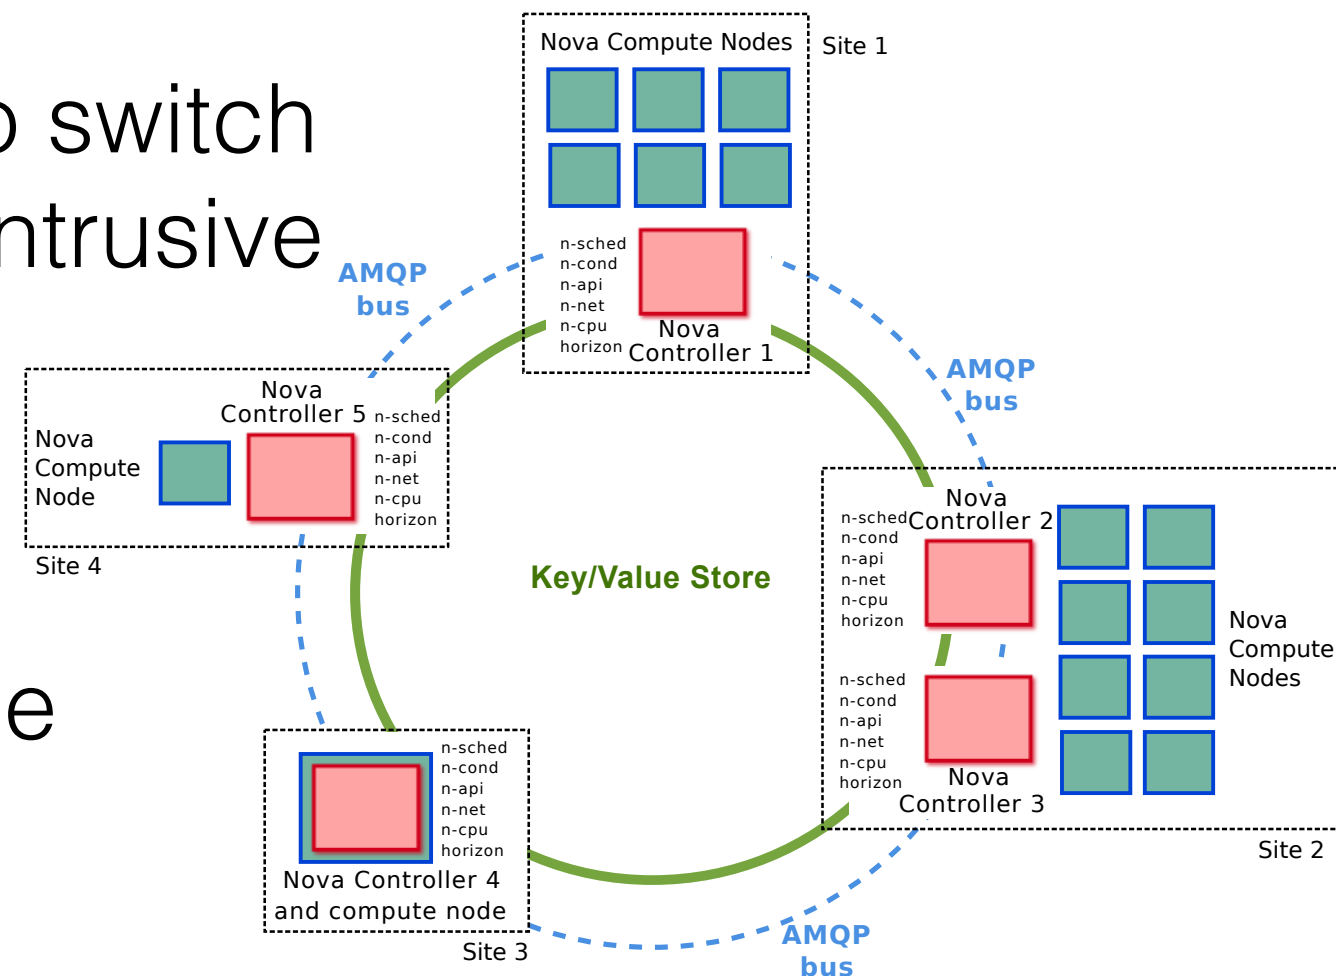 o switch
ntrusive
e
Nova Compute Nodes
Site 1
n-sched
n-cond
n-api
n-net
n-cpu
horizon
Nova
Controller 1
AMQP
bus
AMQP
bus
Nova
Controller 5
Nova
Compute
Node
n-sched
n-cond
n-api
n-net
n-cpu
horizon
Site 4
Key/Value Store
Nova
Controller 2
n-sched
n-cond
n-api
n-net
n-cpu
horizon
n-sched
n-cond
n-api
n-net
n-cpu
horizon
Nova
Controller 3
Nova
Compute
Nodes
Site 2
n-sched
n-cond
n-api
n-net
n-cpu
horizon
Nova Controller 4
and compute node
Site 3
AMQP
bus